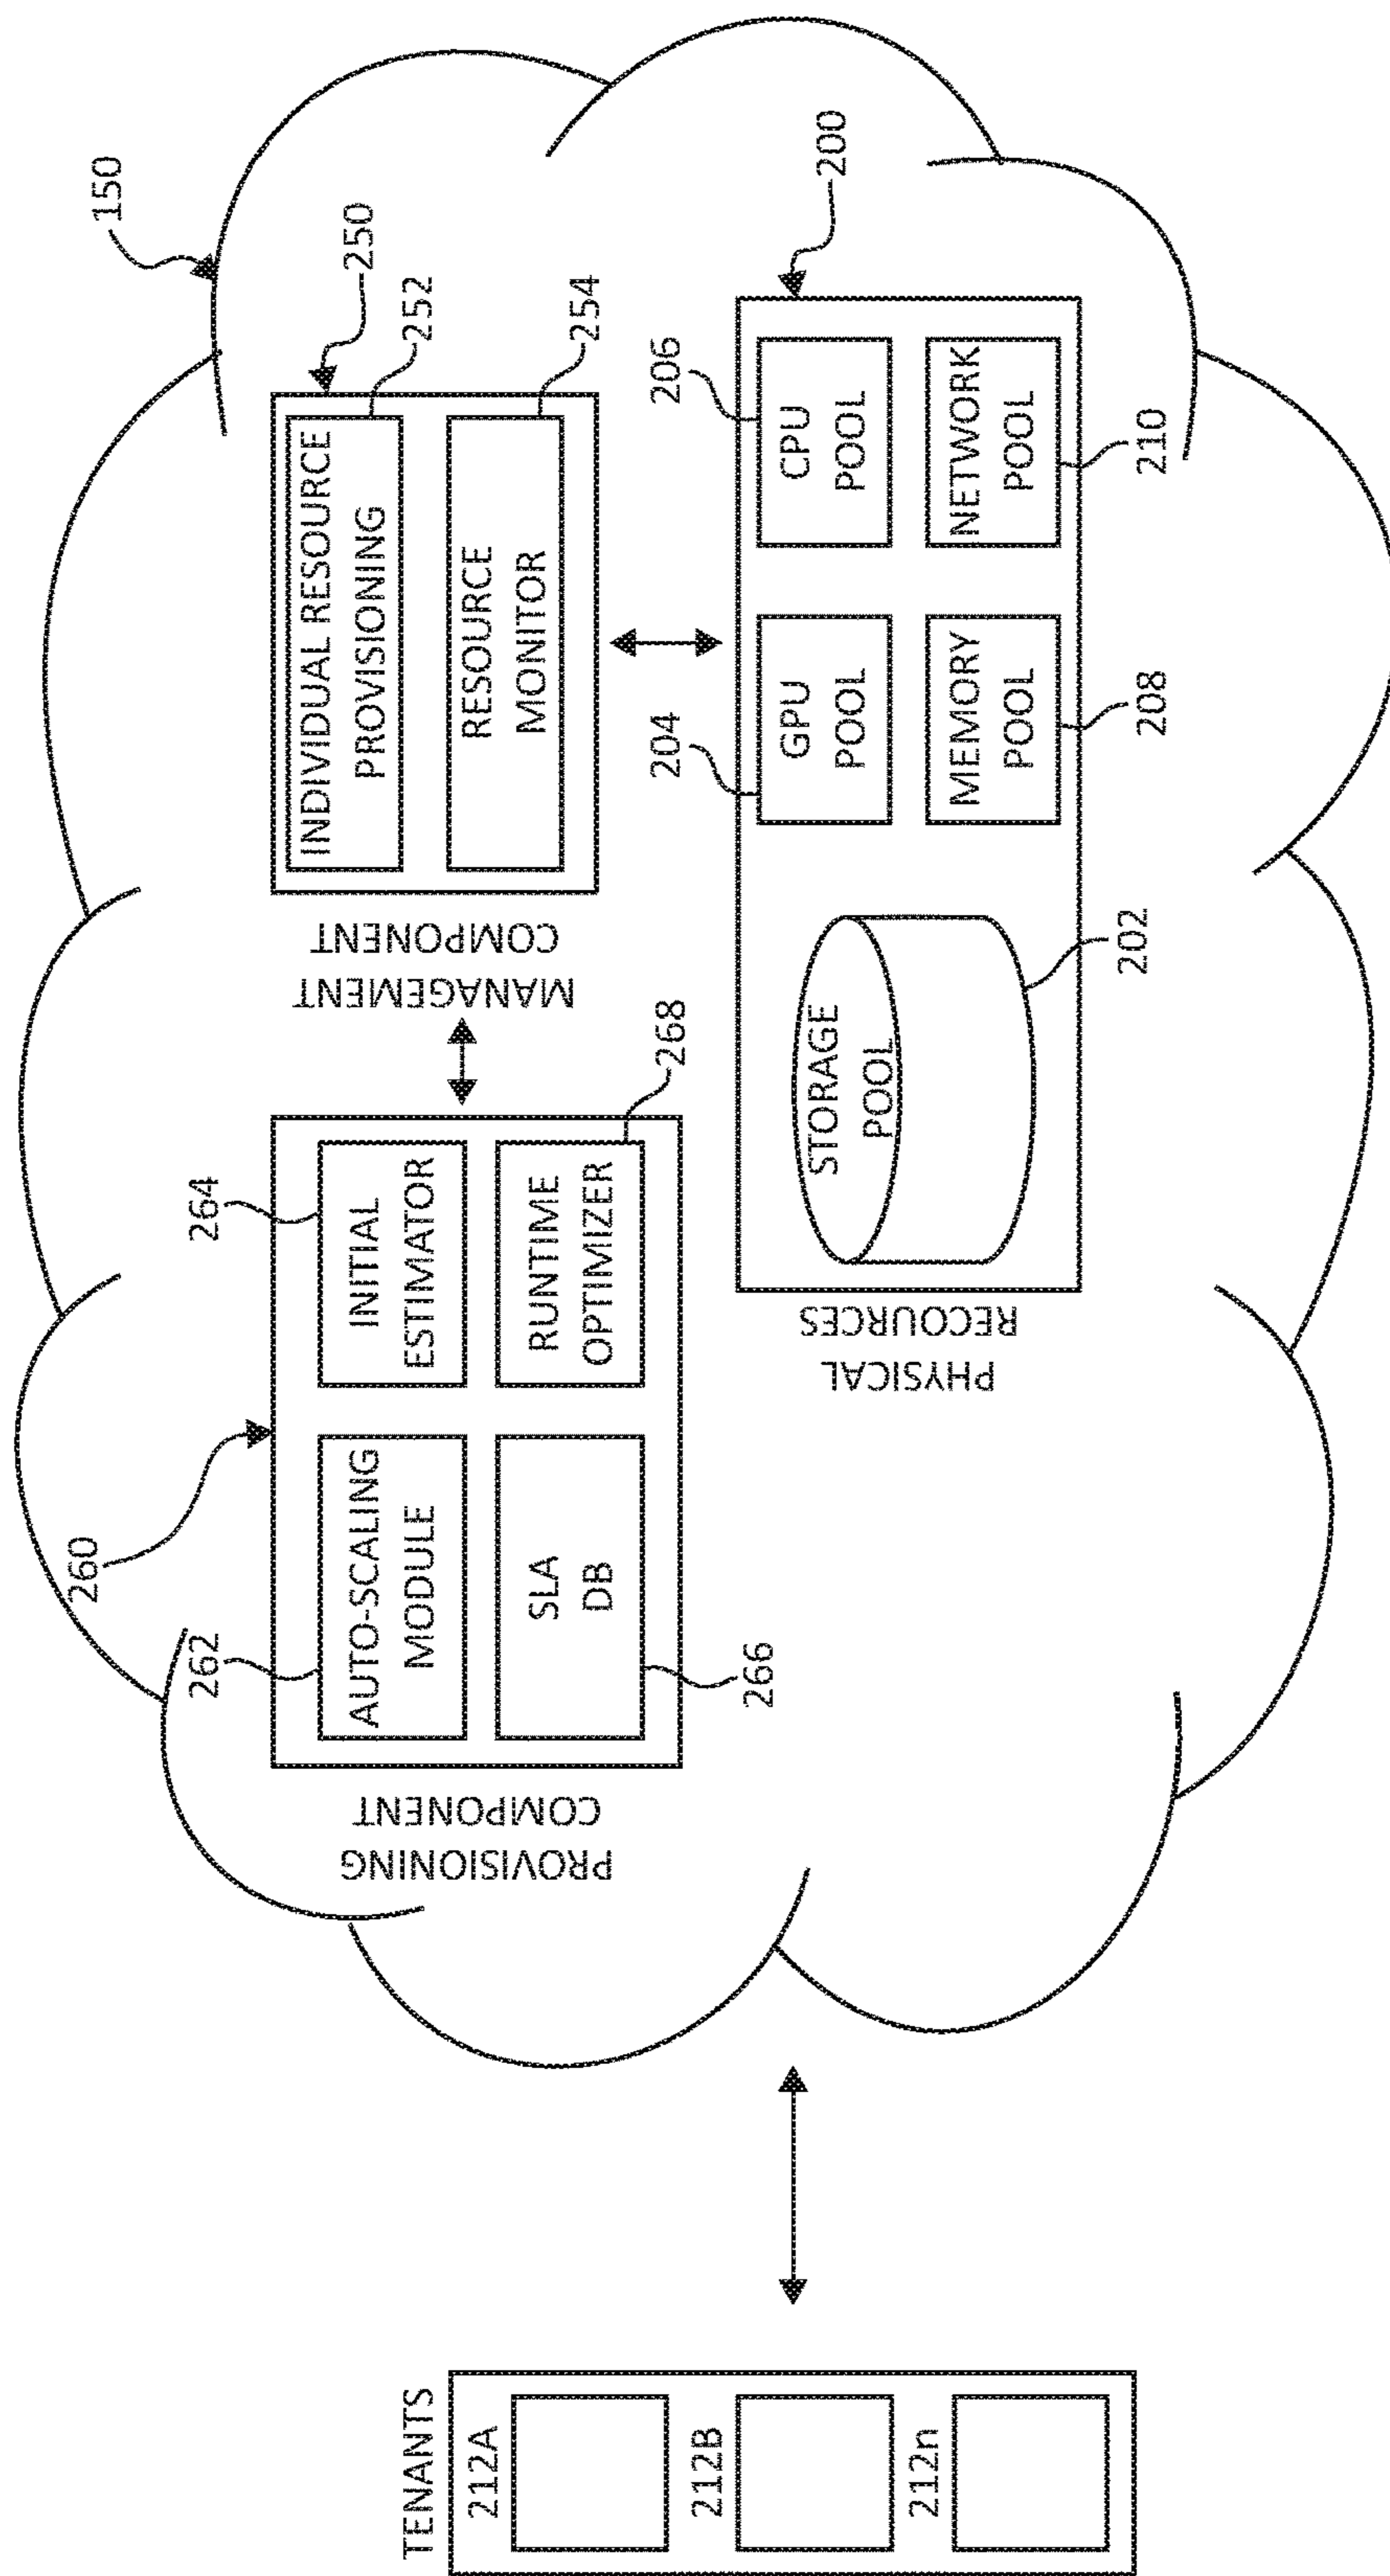 150
TENANTS
212A
212B
212n
260
PROVISIONING
COMPONENT
262
AUTO-SCALING
MODULE
264
INITIAL
ESTIMATOR
SLA
DB
266
RUNTIME
OPTIMIZER
268
MANAGEMENT
COMPONENT
250
INDIVIDUAL RESOURCE
PROVISIONING
252
RESOURCE
MONITOR
254
PHYSICAL
RECOURCES
200
STORAGE
POOL
202
204
GPU
POOL
206
CPU
POOL
MEMORY
POOL
208
NETWORK
POOL
210